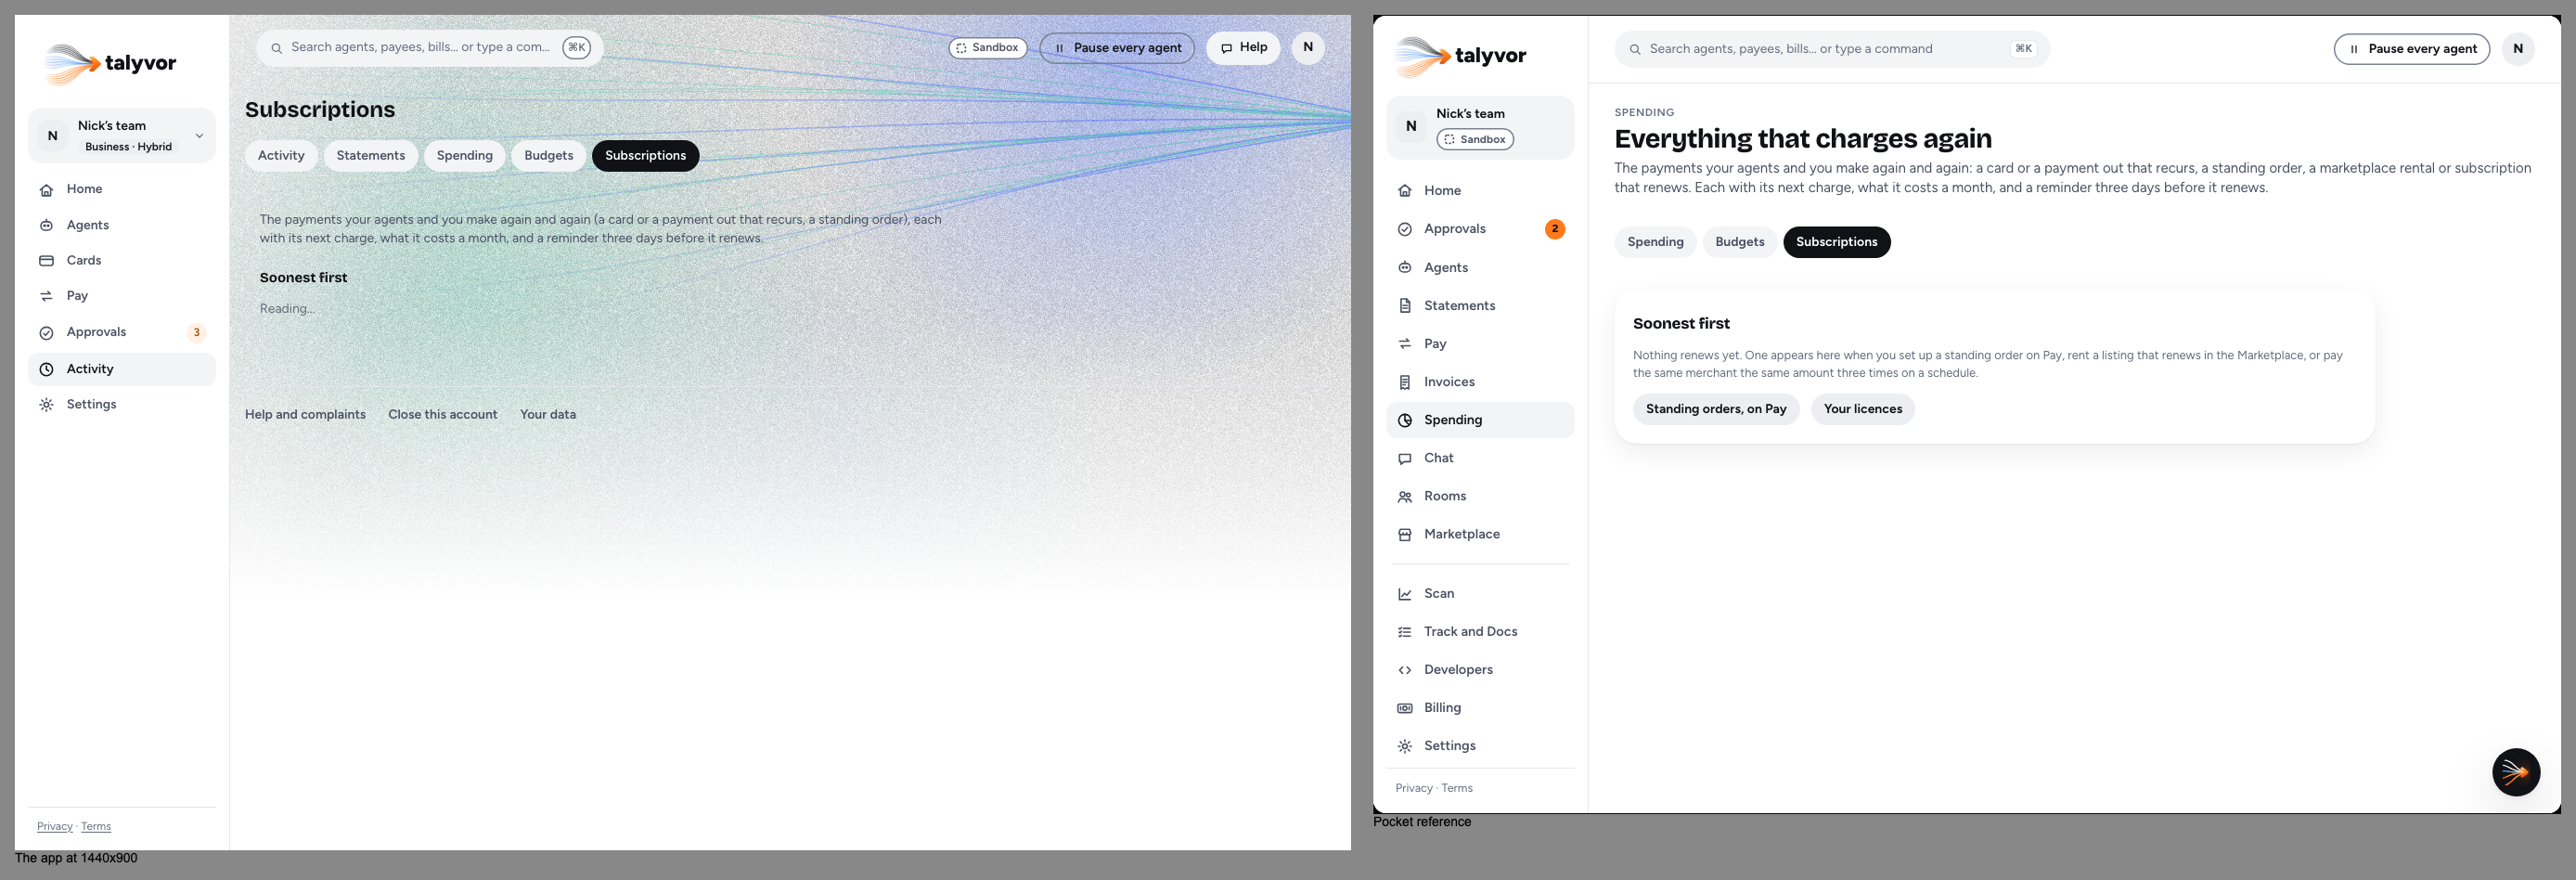 talyvor
Search agents, payees, bills... or type a com... ⌘K
Sandbox
Pause every agent
Help
N
N
Nick's team
Business · Hybrid
Home
Agents
Cards
Pay
Approvals 3
Activity
Settings
Privacy · Terms
Subscriptions
Activity
Statements
Spending
Budgets
Subscriptions
The payments your agents and you make again and again (a card or a payment out that recurs, a standing order), each
with its next charge, what it costs a month, and a reminder three days before it renews.
Soonest first
Reading...
Help and complaints
Close this account
Your data
The app at 1440x900
talyvor
Search agents, payees, bills... or type a command ⌘K
Pause every agent
N
N
Nick's team
Sandbox
Home
Approvals 2
Agents
Statements
Pay
Invoices
Spending
Chat
Rooms
Marketplace
Scan
Track and Docs
Developers
Billing
Settings
Privacy · Terms
SPENDING
Everything that charges again
The payments your agents and you make again and again: a card or a payment out that recurs, a standing order, a marketplace rental or subscription
that renews. Each with its next charge, what it costs a month, and a reminder three days before it renews.
Spending
Budgets
Subscriptions
Soonest first
Nothing renews yet. One appears here when you set up a standing order on Pay, rent a listing that renews in the Marketplace, or pay
the same merchant the same amount three times on a schedule.
Standing orders, on Pay
Your licences
Pocket reference